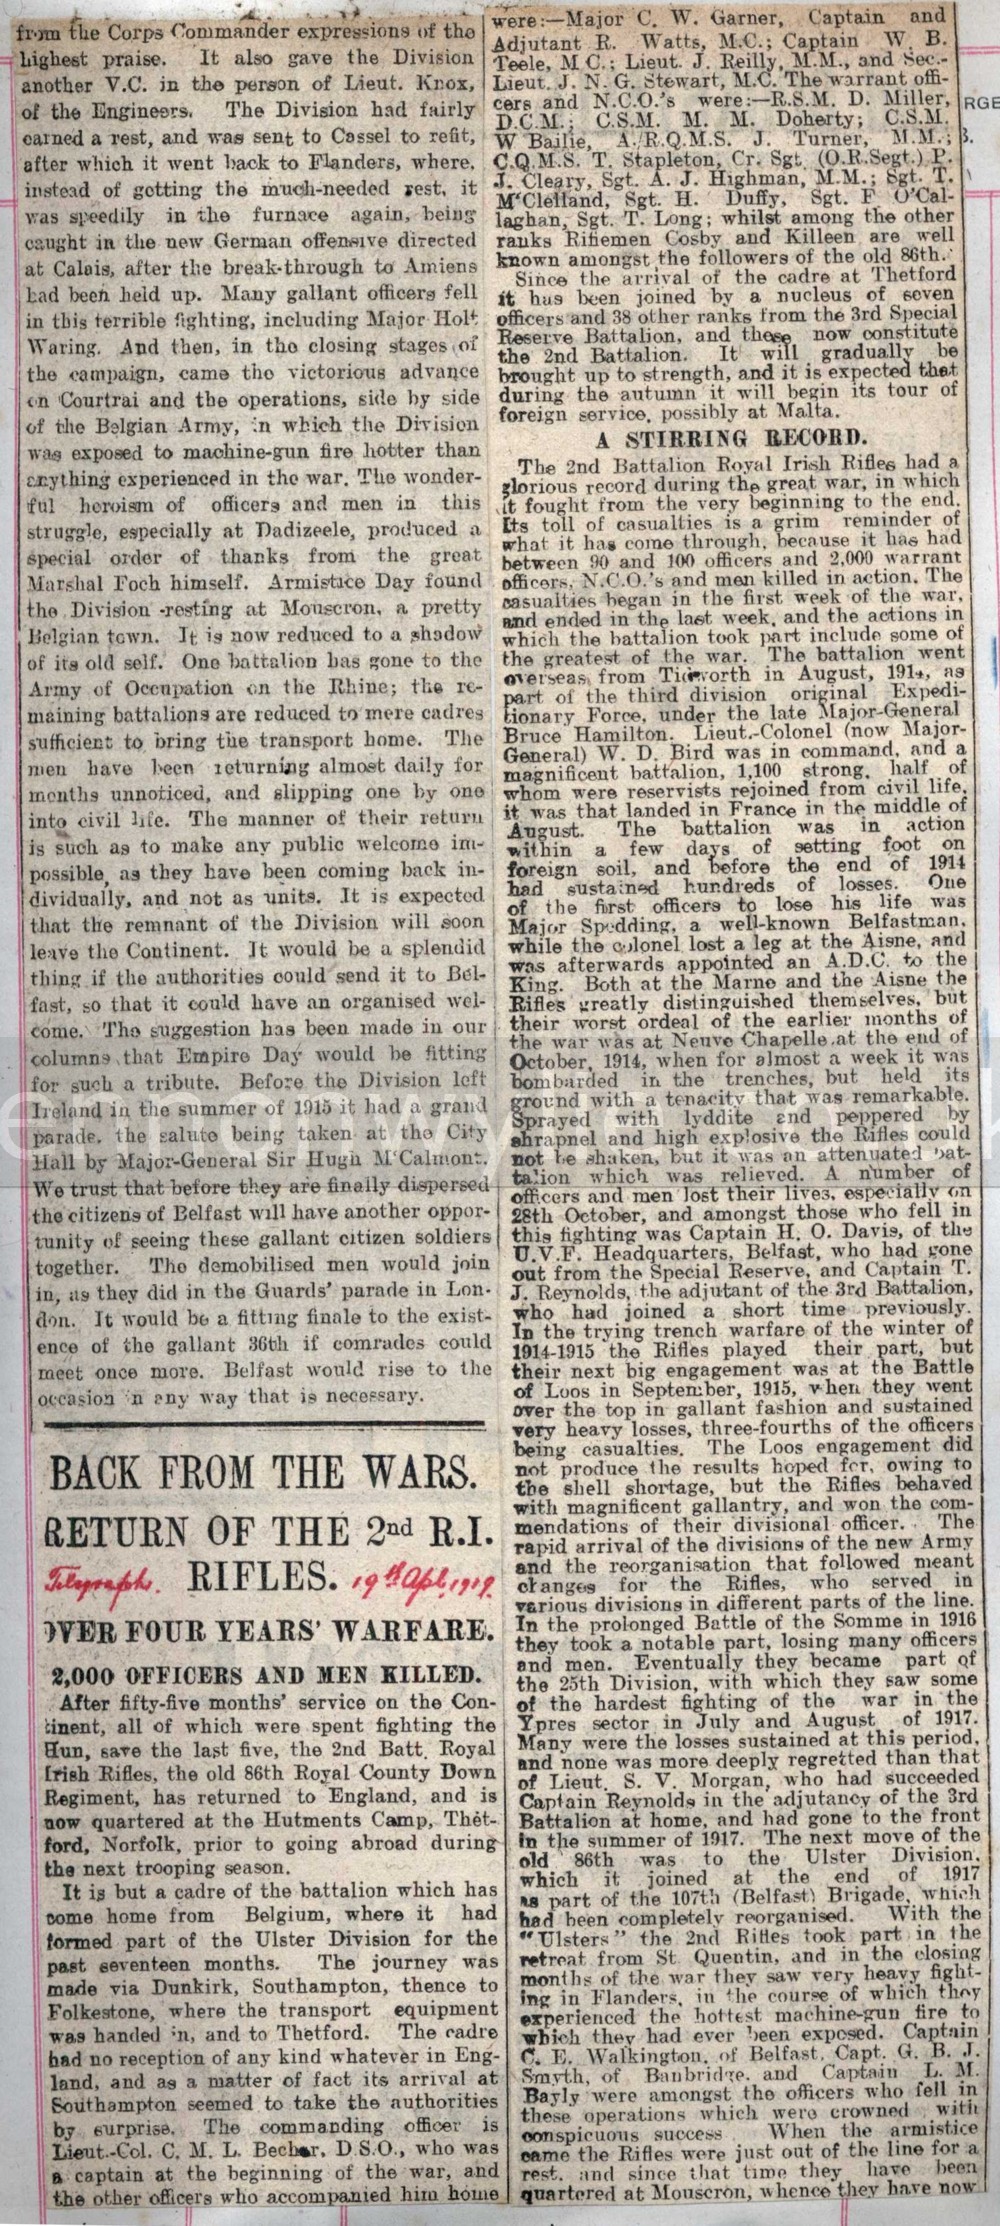 from the Corps Commander expressions of the
highest praise. It also gave the Division
another V.C. in the person of Lieut. Knox,
of the Engineers. The Division had fairly
earned a rest, and was sent to Cassel to refit,
after which it went back to Flanders, where,
instead of getting the much-needed rest, it
was speedily in the furnace again, being
caught in the new German offensive directed
at Calais, after the break-through to Amiens
had been held up. Many gallant officers fell
in this terrible fighting, including Major Holt
Waring. And then, in the closing stages of
the campaign, came the victorious advance
on Courtrai and the operations, side by side
of the Belgian Army, in which the Division
was exposed to machine-gun fire hotter than
anything experienced in the war. The wonder-
ful heroism of officers and men in this
struggle, especially at Dadizeele, produced a
special order of thanks from the great
Marshal Foch himself. Armistice Day found
the Division resting at Mouscron, a pretty
Belgian town. It is now reduced to a shadow
of its old self. One battalion has gone to the
Army of Occupation on the Rhine; the re-
maining battalions are reduced to mere cadres
sufficient to bring the transport home. The
men have been returning almost daily for
months unnoticed, and slipping one by one
into civil life. The manner of their return
is such as to make any public welcome im-
possible, as they have been coming back in-
dividually, and not as units. It is expected
that the remnant of the Division will soon
leave the Continent. It would be a splendid
thing if the authorities could send it to Bel-
fast, so that it could have an organised wel-
come. The suggestion has been made in our
columns that Empire Day would be fitting
for such a tribute. Before the Division left
Ireland in the summer of 1915 it had a grand
parade, the salute being taken at the City
Hall by Major-General Sir Hugh M'Calmont.
We trust that before they are finally dispersed
the citizens of Belfast will have another oppor-
tunity of seeing these gallant citizen soldiers
together. The demobilised men would join
in, as they did in the Guards' parade in Lon-
don. It would be a fitting finale to the exist-
ence of the gallant 36th if comrades could
meet once more. Belfast would rise to the
occasion in any way that is necessary.
BACK FROM THE WARS.
RETURN OF THE 2nd R.I.
Telegraph. RIFLES. 19th Apl. 1919.
OVER FOUR YEARS' WARFARE.
2,000 OFFICERS AND MEN KILLED.
After fifty-five months' service on the Con-
tinent, all of which were spent fighting the
Hun, save the last five, the 2nd Batt. Royal
Irish Rifles, the old 86th Royal County Down
Regiment, has returned to England, and is
now quartered at the Hutments Camp, Thet-
ford, Norfolk, prior to going abroad during
the next trooping season.
It is but a cadre of the battalion which has
come home from Belgium, where it had
formed part of the Ulster Division for the
past seventeen months. The journey was
made via Dunkirk, Southampton, thence to
Folkestone, where the transport equipment
was handed in, and to Thetford. The cadre
had no reception of any kind whatever in Eng-
land, and as a matter of fact its arrival at
Southampton seemed to take the authorities
by surprise. The commanding officer is
Lieut.-Col. C. M. L. Becher, D.S.O., who was
a captain at the beginning of the war, and
the other officers who accompanied him home
were:—Major C. W. Garner, Captain and
Adjutant R. Watts, M.C.; Captain W. B.
Teele, M.C.; Lieut. J. Reilly, M.M., and Sec.-
Lieut. J. N. G. Stewart, M.C. The warrant offi-
cers and N.C.O.'s were:—R.S.M. D. Miller,
D.C.M.; C.S.M. M. M. Doherty; C.S.M.
W Bailie, A./R.Q.M.S. J. Turner, M.M.;
C.Q.M.S. T. Stapleton, Cr. Sgt. (O.R.Segt.) P.
J. Cleary, Sgt. A. J. Highman, M.M.; Sgt. T.
M'Clelland, Sgt. H. Duffy, Sgt. F O'Cal-
laghan, Sgt. T. Long; whilst among the other
ranks Riflemen Cosby and Killeen are well
known amongst the followers of the old 86th.
Since the arrival of the cadre at Thetford
it has been joined by a nucleus of seven
officers and 38 other ranks from the 3rd Special
Reserve Battalion, and these now constitute
the 2nd Battalion. It will gradually be
brought up to strength, and it is expected that
during the autumn it will begin its tour of
foreign service, possibly at Malta.
A STIRRING RECORD.
The 2nd Battalion Royal Irish Rifles had a
glorious record during the great war, in which
it fought from the very beginning to the end.
Its toll of casualties is a grim reminder of
what it has come through, because it has had
between 90 and 100 officers and 2,000 warrant
officers, N.C.O.'s and men killed in action. The
casualties began in the first week of the war,
and ended in the last week, and the actions in
which the battalion took part include some of
the greatest of the war. The battalion went
overseas from Tidworth in August, 1914, as
part of the third division original Expedi-
tionary Force, under the late Major-General
Bruce Hamilton. Lieut.-Colonel (now Major-
General) W. D. Bird was in command, and a
magnificent battalion, 1,100 strong, half of
whom were reservists rejoined from civil life,
it was that landed in France in the middle of
August. The battalion was in action
within a few days of setting foot on
foreign soil, and before the end of 1914
had sustained hundreds of losses. One
of the first officers to lose his life was
Major Spedding, a well-known Belfastman,
while the colonel lost a leg at the Aisne, and
was afterwards appointed an A.D.C. to the
King. Both at the Marne and the Aisne the
Rifles greatly distinguished themselves, but
their worst ordeal of the earlier months of
the war was at Neuve Chapelle at the end of
October, 1914, when for almost a week it was
bombarded in the trenches, but held its
ground with a tenacity that was remarkable.
Sprayed with lyddite and peppered by
shrapnel and high explosive the Rifles could
not be shaken, but it was an attenuated bat-
talion which was relieved. A number of
officers and men lost their lives, especially on
28th October, and amongst those who fell in
this fighting was Captain H. O. Davis, of the
U.V.F. Headquarters, Belfast, who had gone
out from the Special Reserve, and Captain T.
J. Reynolds, the adjutant of the 3rd Battalion,
who had joined a short time previously.
In the trying trench warfare of the winter of
1914-1915 the Rifles played their part, but
their next big engagement was at the Battle
of Loos in September, 1915, when they went
over the top in gallant fashion and sustained
very heavy losses, three-fourths of the officers
being casualties. The Loos engagement did
not produce the results hoped for, owing to
the shell shortage, but the Rifles behaved
with magnificent gallantry, and won the com-
mendations of their divisional officer. The
rapid arrival of the divisions of the new Army
and the reorganisation that followed meant
changes for the Rifles, who served in
various divisions in different parts of the line.
In the prolonged Battle of the Somme in 1916
they took a notable part, losing many officers
and men. Eventually they became part of
the 25th Division, with which they saw some
of the hardest fighting of the war in the
Ypres sector in July and August of 1917.
Many were the losses sustained at this period,
and none was more deeply regretted than that
of Lieut. S. V. Morgan, who had succeeded
Captain Reynolds in the adjutancy of the 3rd
Battalion at home, and had gone to the front
in the summer of 1917. The next move of the
old 86th was to the Ulster Division,
which it joined at the end of 1917
as part of the 107th (Belfast) Brigade, which
had been completely reorganised. With the
"Ulsters" the 2nd Rifles took part in the
retreat from St. Quentin, and in the closing
months of the war they saw very heavy fight-
ing in Flanders, in the course of which they
experienced the hottest machine-gun fire to
which they had ever been exposed. Captain
C. E. Walkington, of Belfast, Capt. G. B. J.
Smyth, of Banbridge, and Captain L. M.
Bayly were amongst the officers who fell in
these operations which were crowned with
conspicuous success. When the armistice
came the Rifles were just out of the line for a
rest, and since that time they have been
quartered at Mouscron, whence they have now
RGE